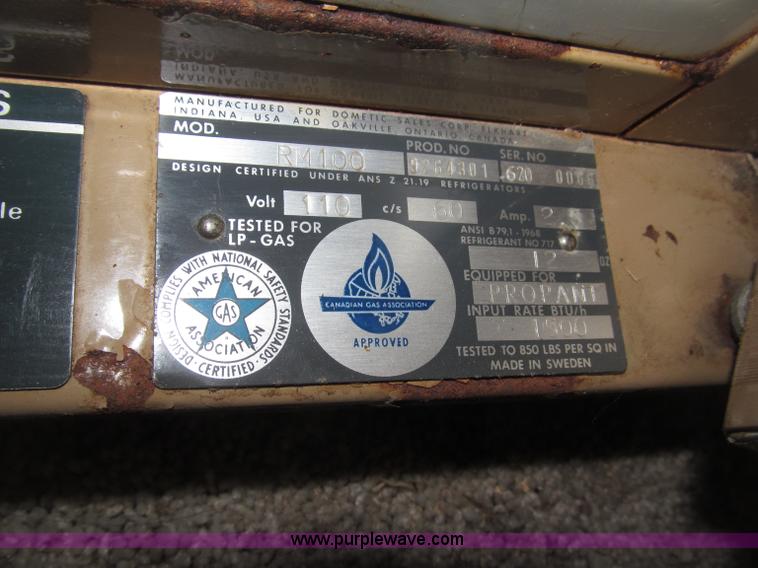 S
le
MANUFACTURED FOR DOMETIC SALES CORP. ELKHART
INDIANA, USA AND OAKVILLE, ONTARIO, CANADA
MOD. PROD. NO SER. NO
RM100 620
DESIGN CERTIFIED UNDER ANS Z 21.19 REFRIGERATORS
Volt 110 c/s 60 Amp.
TESTED FOR
LP-GAS
ANSI B79.1-1968
REFRIGERANT NO 717
12 OZ
EQUIPPED FOR
PROPANE
INPUT RATE BTU/h
1500
TESTED TO 850 LBS PER SQ IN
MADE IN SWEDEN
DESIGN COMPLIES WITH NATIONAL SAFETY STANDARDS
CERTIFIED
AMERICAN
GAS
ASSOCIATION
CANADIAN GAS ASSOCIATION
APPROVED
www.purplewave.com